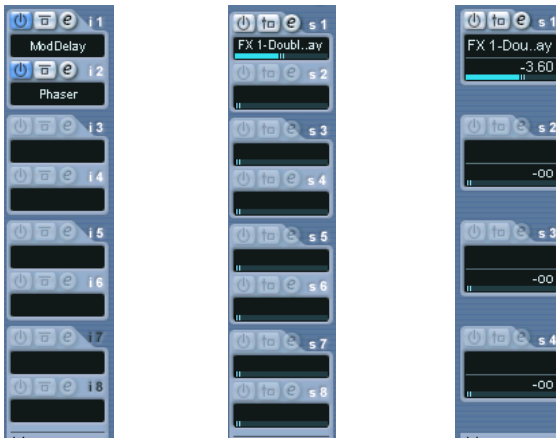 e i 1
ModDelay
e i 2
Phaser
e i 3
e i 4
e i 5
e i 6
e i 7
e i 8
e s 1
FX 1-Doubl..ay
e s 2
e s 3
e s 4
e s 5
e s 6
e s 7
e s 8
e s 1
FX 1-Dou..ay
-3.60
e s 2
-oo
e s 3
-oo
e s 4
-oo